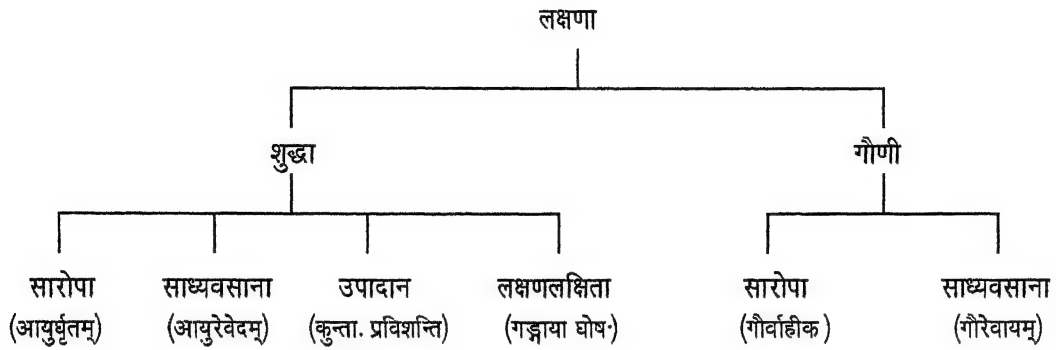 लक्षणा
शुद्धा गौणी
सारोपा साध्यवसाना उपादान लक्षणलक्षिता सारोपा साध्यवसाना
(आयुर्घृतम्) (आयुरेवेदम्) (कुन्ता. प्रविशन्ति) (गङ्गाया घोष·) (गौर्वाहीक) (गौरेवायम्)